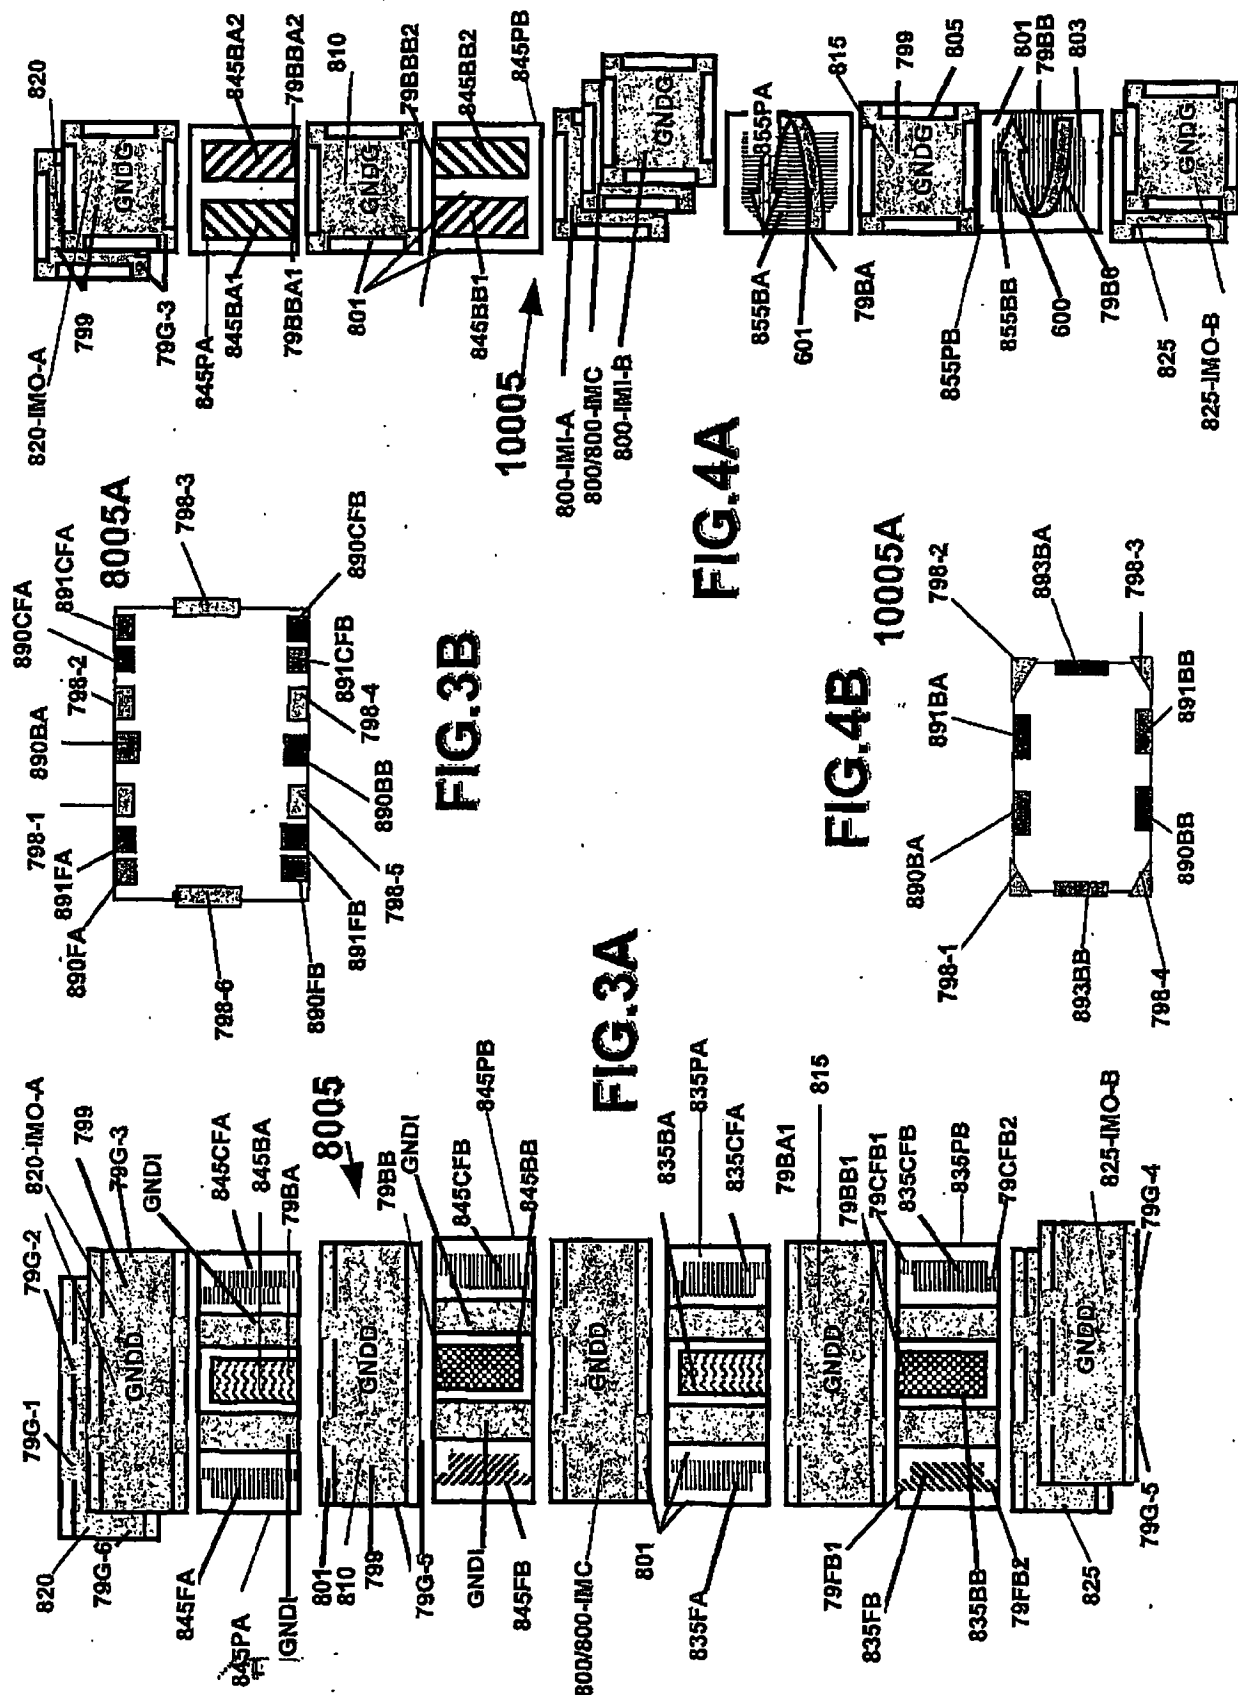 820-IMO-A
820
799
79G-3
845PA
845BA1
845BA2
79BBA1
79BBA2
810
801
79BBB2
845BB1
845BB2
845PB
10005
800-IMI-A
800/800-IMC
800-IMI-B
GNDG
GNDG
GNDG
FIG.4A
855PA
855BA
601
79BA
815
799
805
GNDG
855PB
801
79BB
803
855BB
600
79B6
825
825-IMO-B
GNDG
8005A
890FA
891FA
798-1
890BA
798-2
890CFA
891CFA
798-3
798-6
890FB
891FB
798-5
890BB
798-4
891CFB
890CFB
FIG.3B
10005A
798-1
890BA
891BA
798-2
893BA
893BB
798-4
890BB
891BB
798-3
FIG.4B
8005
820
79G-6
79G-1
79G-2
820-IMO-A
799
79G-3
GNDD
GNDI
845CFA
845BA
79BA
845FA
845PA
GNDI
801
810
799
79G-5
GNDD
79BB
GNDI
845CFB
845PB
845BB
GNDI
845FB
FIG.3A
800/800-IMC
GNDD
801
835FA
835BA
835PA
835CFA
79BA1
815
GNDD
79BB1
79CFB1
835CFB
835PB
79CFB2
79FB1
835FB
835BB
79FB2
825
GNDD
825-IMO-B
79G-4
79G-5